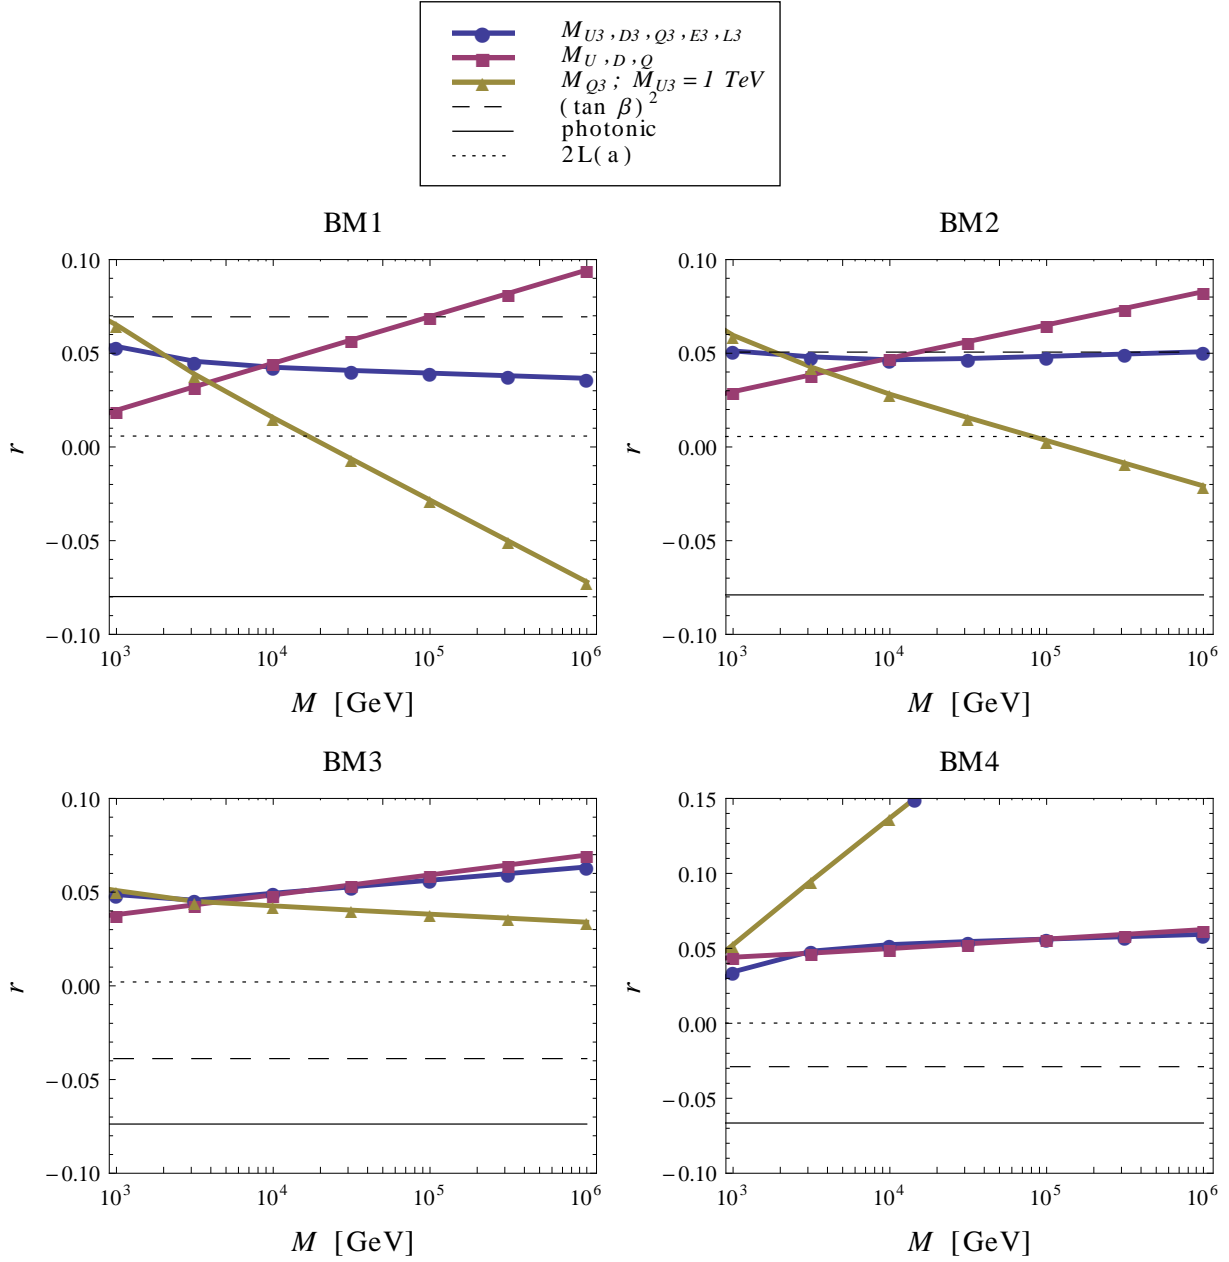 M_{U3 , D3 , Q3 , E3 , L3}
M_{U , D , Q}
M_{Q3} ; M_{U3} = 1 TeV
(tan β)^2
photonic
2L(a)
BM1
BM2
0.10
0.05
0.00
−0.05
−0.10
r
10^3
10^4
10^5
10^6
M [GeV]
0.10
0.05
0.00
−0.05
−0.10
r
10^3
10^4
10^5
10^6
M [GeV]
BM3
BM4
0.10
0.05
0.00
−0.05
−0.10
r
10^3
10^4
10^5
10^6
M [GeV]
0.15
0.10
0.05
0.00
−0.05
−0.10
r
10^3
10^4
10^5
10^6
M [GeV]